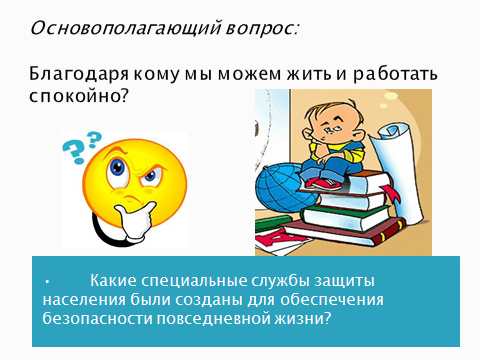 Основополагающий вопрос:
Благодаря кому мы можем жить и работать
спокойно?
??
• Какие специальные службы защиты
населения были созданы для обеспечения
безопасности повседневной жизни?